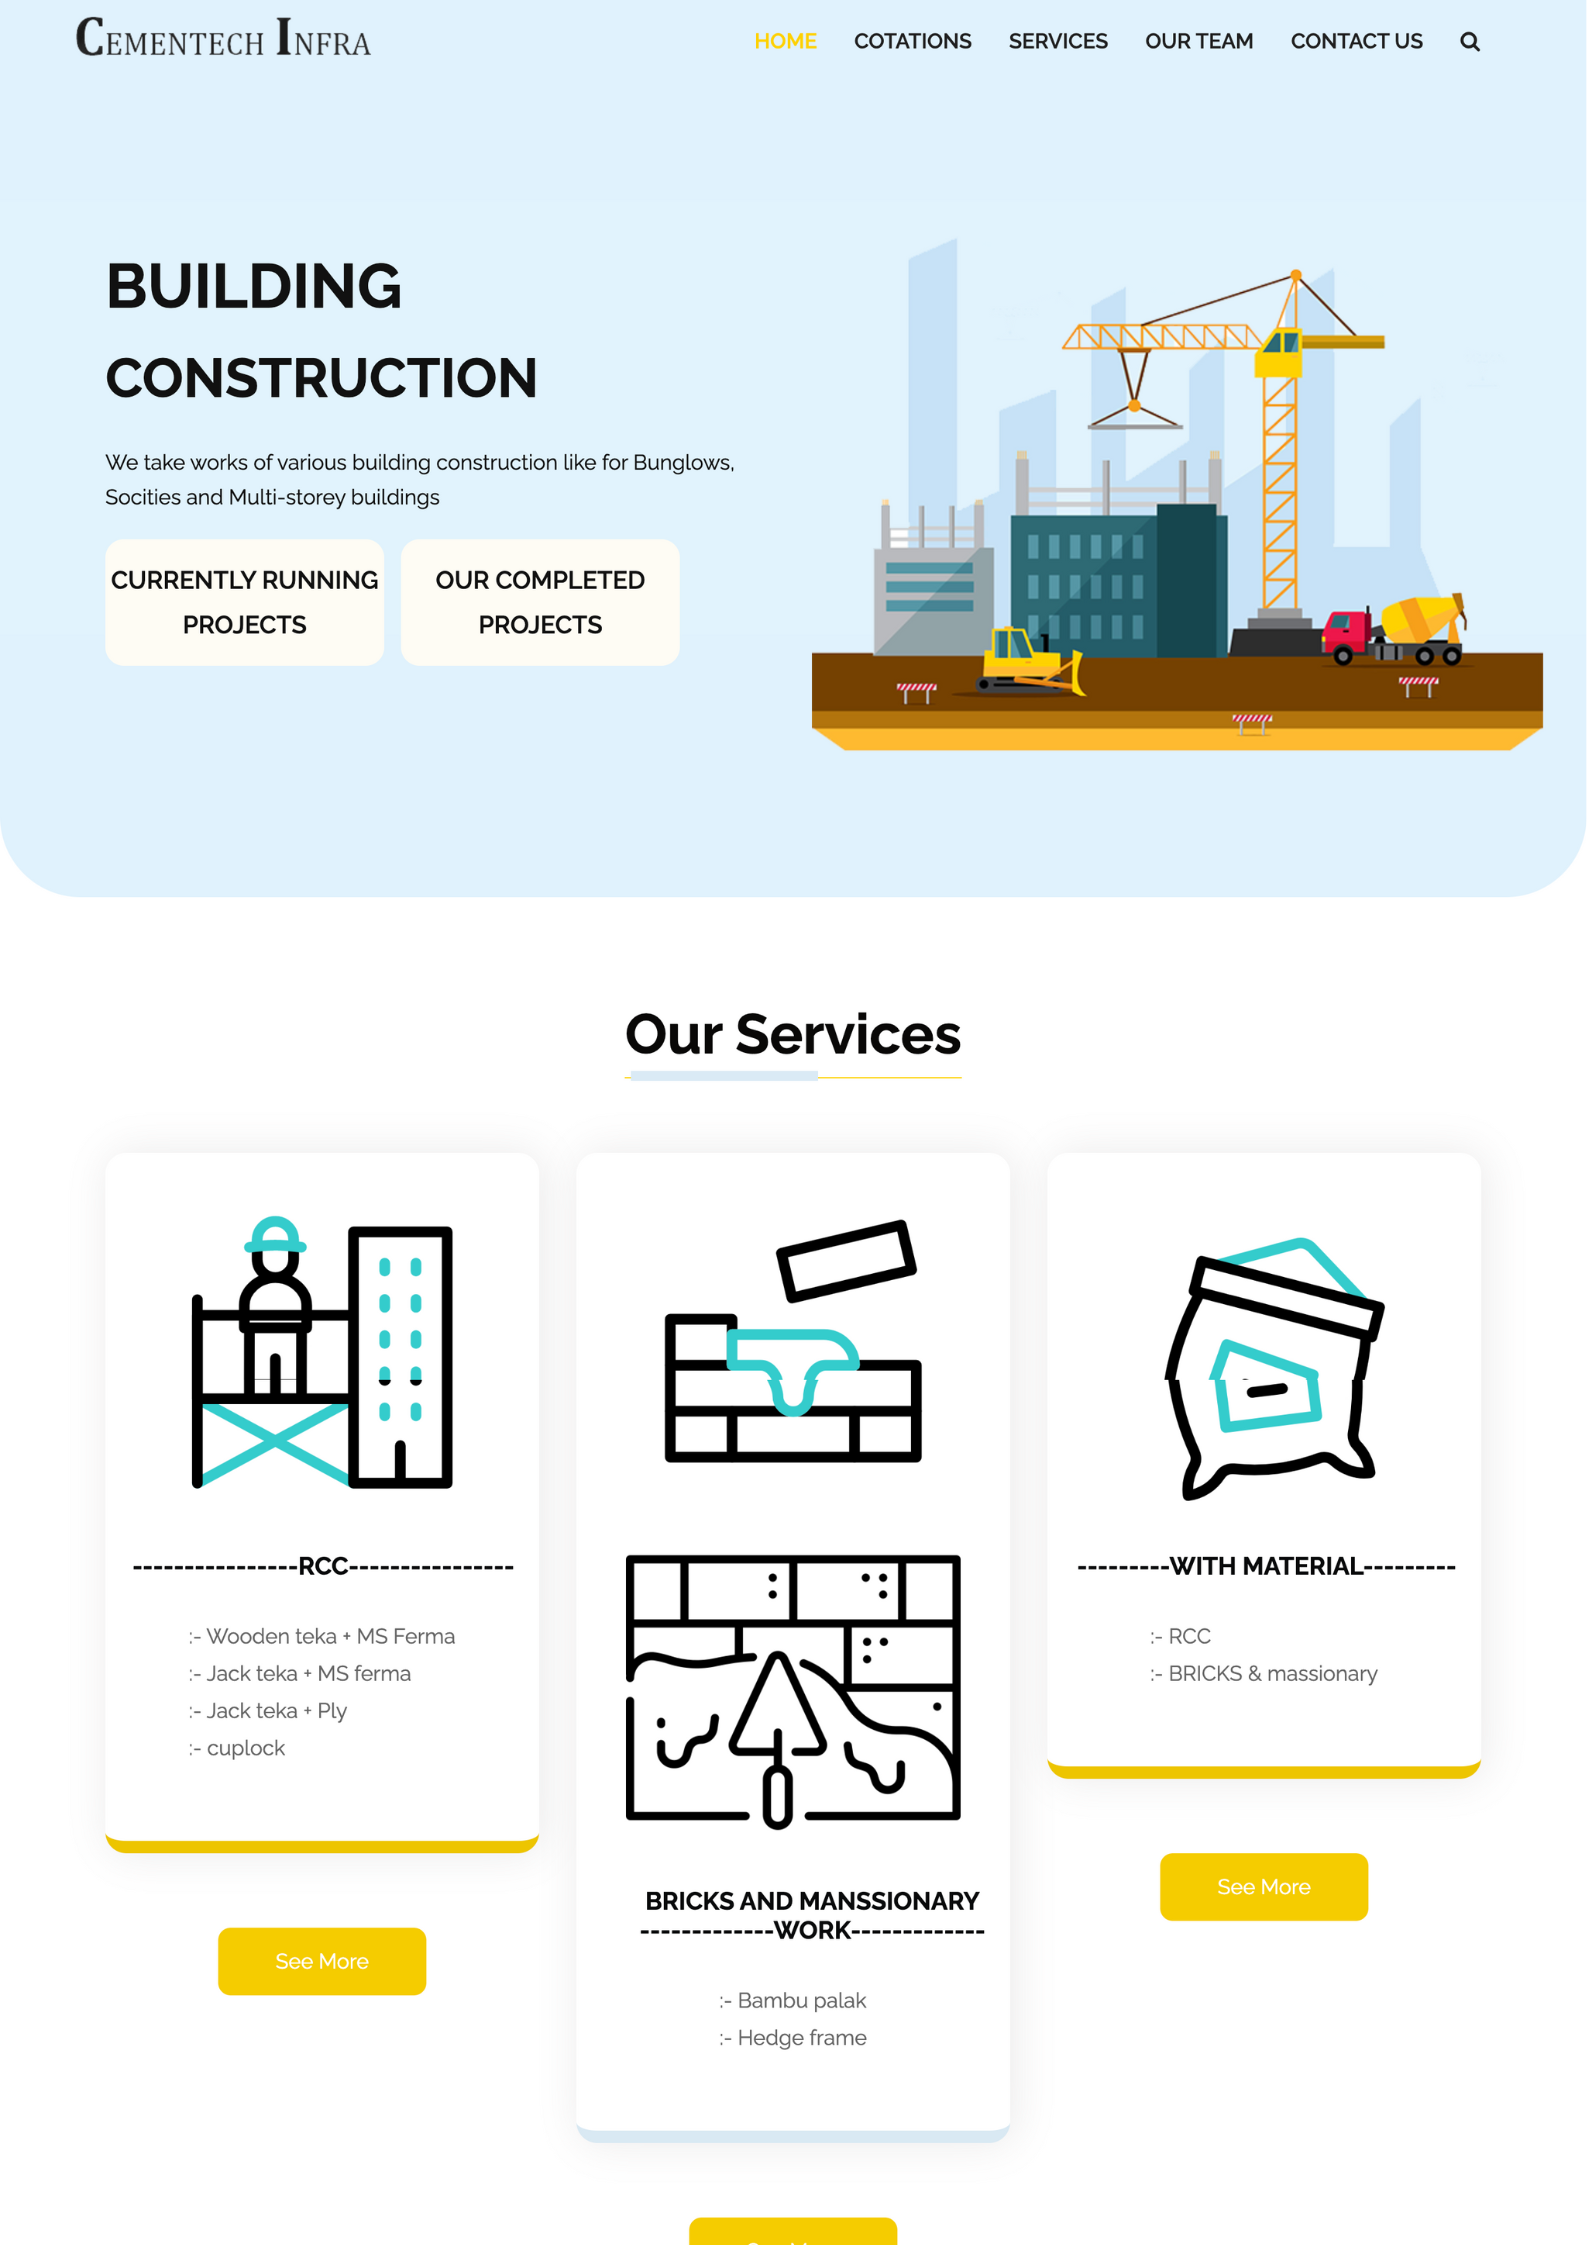 CEMENTECH INFRA
HOME COTATIONS SERVICES OUR TEAM CONTACT US
BUILDING
CONSTRUCTION
We take works of various building construction like for Bunglows,
Socities and Multi-storey buildings
CURRENTLY RUNNING
PROJECTS
OUR COMPLETED
PROJECTS
Our Services
----------------RCC----------------
:- Wooden teka + MS Ferma
:- Jack teka + MS ferma
:- Jack teka + Ply
:- cuplock
See More
BRICKS AND MANSSIONARY
-------------WORK-------------
:- Bambu palak
:- Hedge frame
---------WITH MATERIAL---------
:- RCC
:- BRICKS & massionary
See More